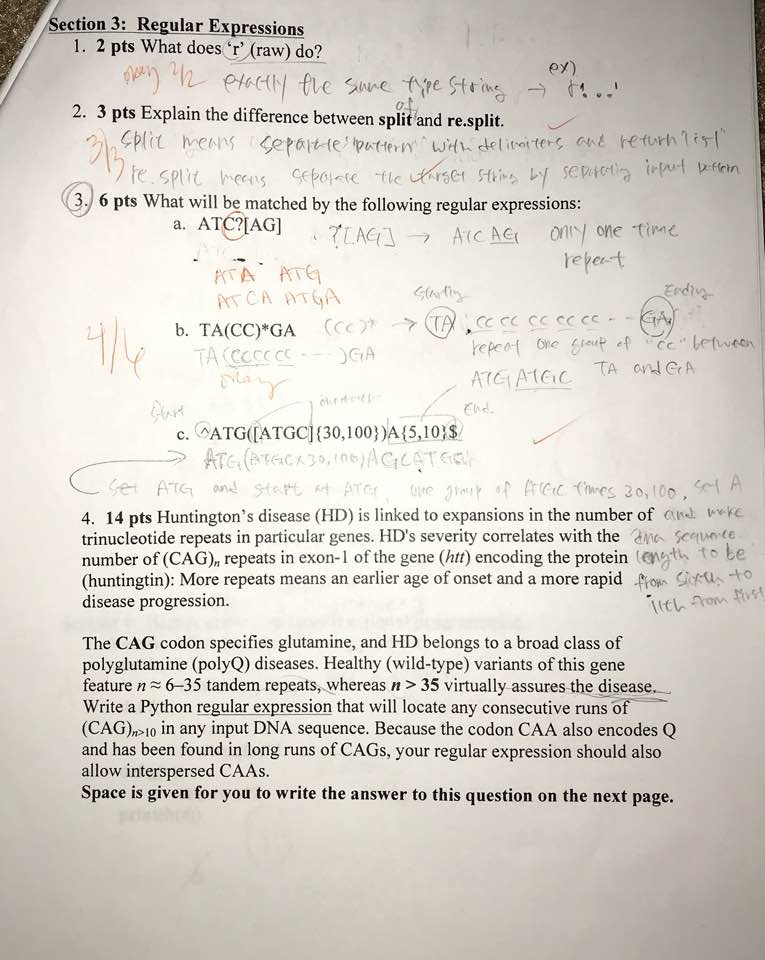 Section 3: Regular Expressions
1. 2 pts What does 'r' (raw) do?
okay 2/2 exactly the same type string → ex) r'...'
2. 3 pts Explain the difference between split and re.split.
of
3/3 split means separate "pattern" with delimiters and return "list"
re.split means separate the target string by separating input pattern
3. 6 pts What will be matched by the following regular expressions:
a. ATC?[AG]
?[AG] → ATCAG only one time
repeat
ATA ATG
ATCA ATGA
4/6
Starting Ending
b. TA(CC)*GA (CC)* → TA, CC CC CC CC CC -- GA
repeat one group of "cc" between
TA(CCCCCC ---- )GA TA and GA
okay
ATGATGC
End
c. ^ATG([ATGC]{30,100})A{5,10}$
set ATG and start at ATG, one group of ATGC times 30,100, set A
4. 14 pts Huntington's disease (HD) is linked to expansions in the number of and make
trinucleotide repeats in particular genes. HD's severity correlates with the dna sequence
number of (CAG)n repeats in exon-1 of the gene (htt) encoding the protein length to be
(huntingtin): More repeats means an earlier age of onset and a more rapid from sixth to
disease progression. 11th from first
The CAG codon specifies glutamine, and HD belongs to a broad class of
polyglutamine (polyQ) diseases. Healthy (wild-type) variants of this gene
feature n ≈ 6–35 tandem repeats, whereas n > 35 virtually assures the disease.
Write a Python regular expression that will locate any consecutive runs of
(CAG)n>10 in any input DNA sequence. Because the codon CAA also encodes Q
and has been found in long runs of CAGs, your regular expression should also
allow interspersed CAAs.
Space is given for you to write the answer to this question on the next page.